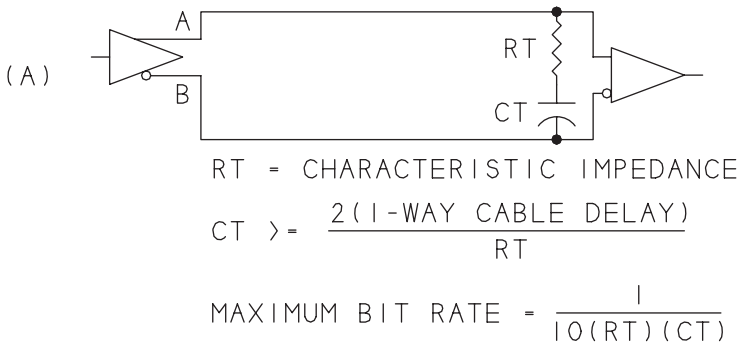 A
RT
(A)
B
CT
RT = CHARACTERISTIC IMPEDANCE
CT >= 2(1-WAY CABLE DELAY)
RT
MAXIMUM BIT RATE = 1
10(RT)(CT)